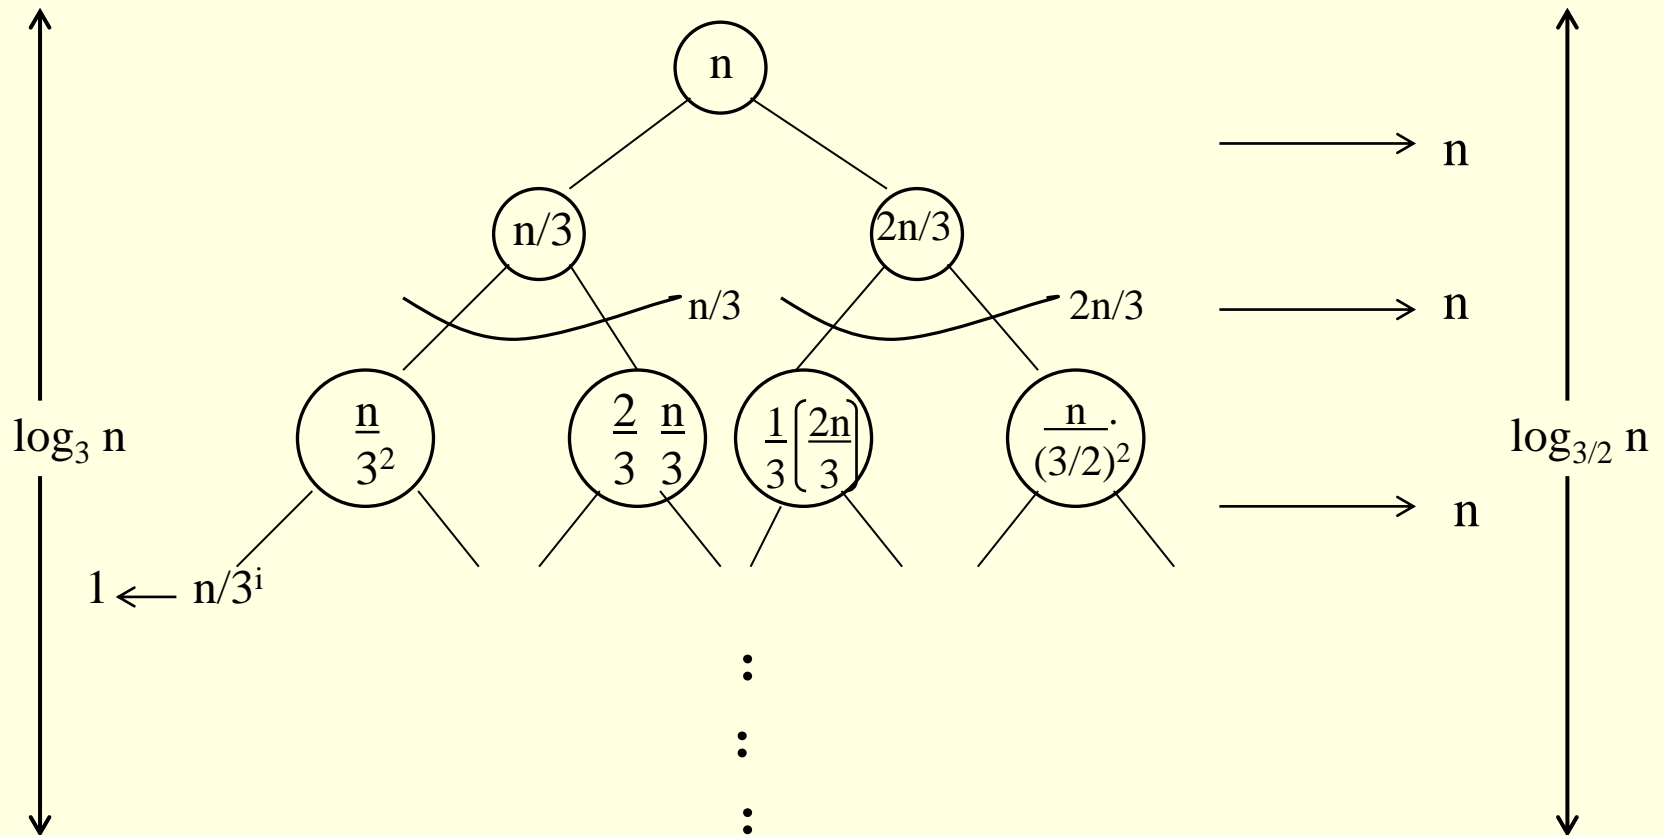 n
n
n/3
2n/3
n/3
2n/3
n
log₃ n
n
3²
2 n
3 3
1 ( 2n )
3 3
n .
(3/2)²
log₃/₂ n
n
1 ← n/3ⁱ
:
:
: